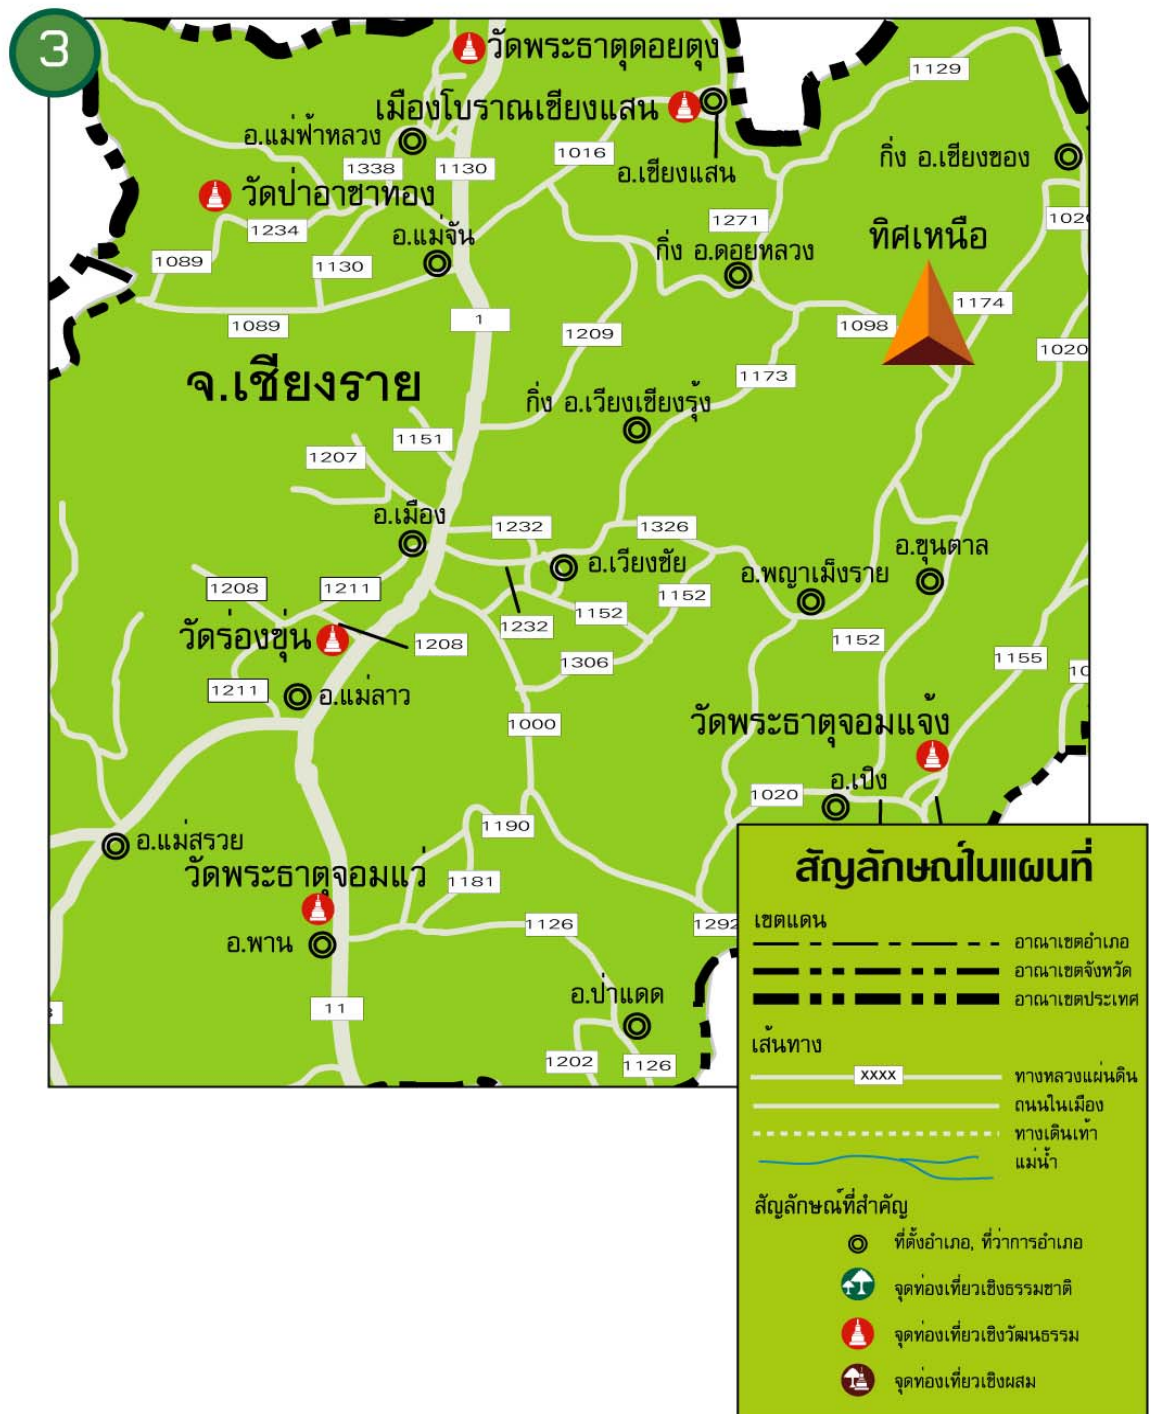 3
วัดพระธาตุดอยตุง
1129
เมืองโบราณเชียงแสน
อ.แม่ฟ้าหลวง
1338
1130
1016
อ.เชียงแสน
กิ่ง อ.เชียงของ
วัดป่าอาชาทอง
1234
อ.แม่จัน
1271
1020
ทิศเหนือ
กิ่ง อ.ดอยหลวง
1089
1130
1174
1089
1
1209
1098
1020
จ.เชียงราย
1173
กิ่ง อ.เวียงเชียงรุ้ง
1151
1207
อ.เมือง
1232
1326
อ.เวียงชัย
อ.ขุนตาล
อ.พญาเม็งราย
1208
1211
1152
1152
1232
วัดร่องขุ่น
1208
1152
1306
1155
1211
อ.แม่ลาว
1000
วัดพระธาตุจอมแจ้ง
อ.เปิง
1020
อ.แม่สรวย
1190
วัดพระธาตุจอมแว่
1181
1126
1292
อ.พาน
อ.ป่าแดด
11
1202
1126
สัญลักษณ์ในแผนที่
เขตแดน
อาณาเขตอำเภอ
อาณาเขตจังหวัด
อาณาเขตประเทศ
เส้นทาง
XXXX
ทางหลวงแผ่นดิน
ถนนในเมือง
ทางเดินเท้า
แม่น้ำ
สัญลักษณ์ที่สำคัญ
ที่ตั้งอำเภอ, ที่ว่าการอำเภอ
จุดท่องเที่ยวเชิงธรรมชาติ
จุดท่องเที่ยวเชิงวัฒนธรรม
จุดท่องเที่ยวเชิงผสม